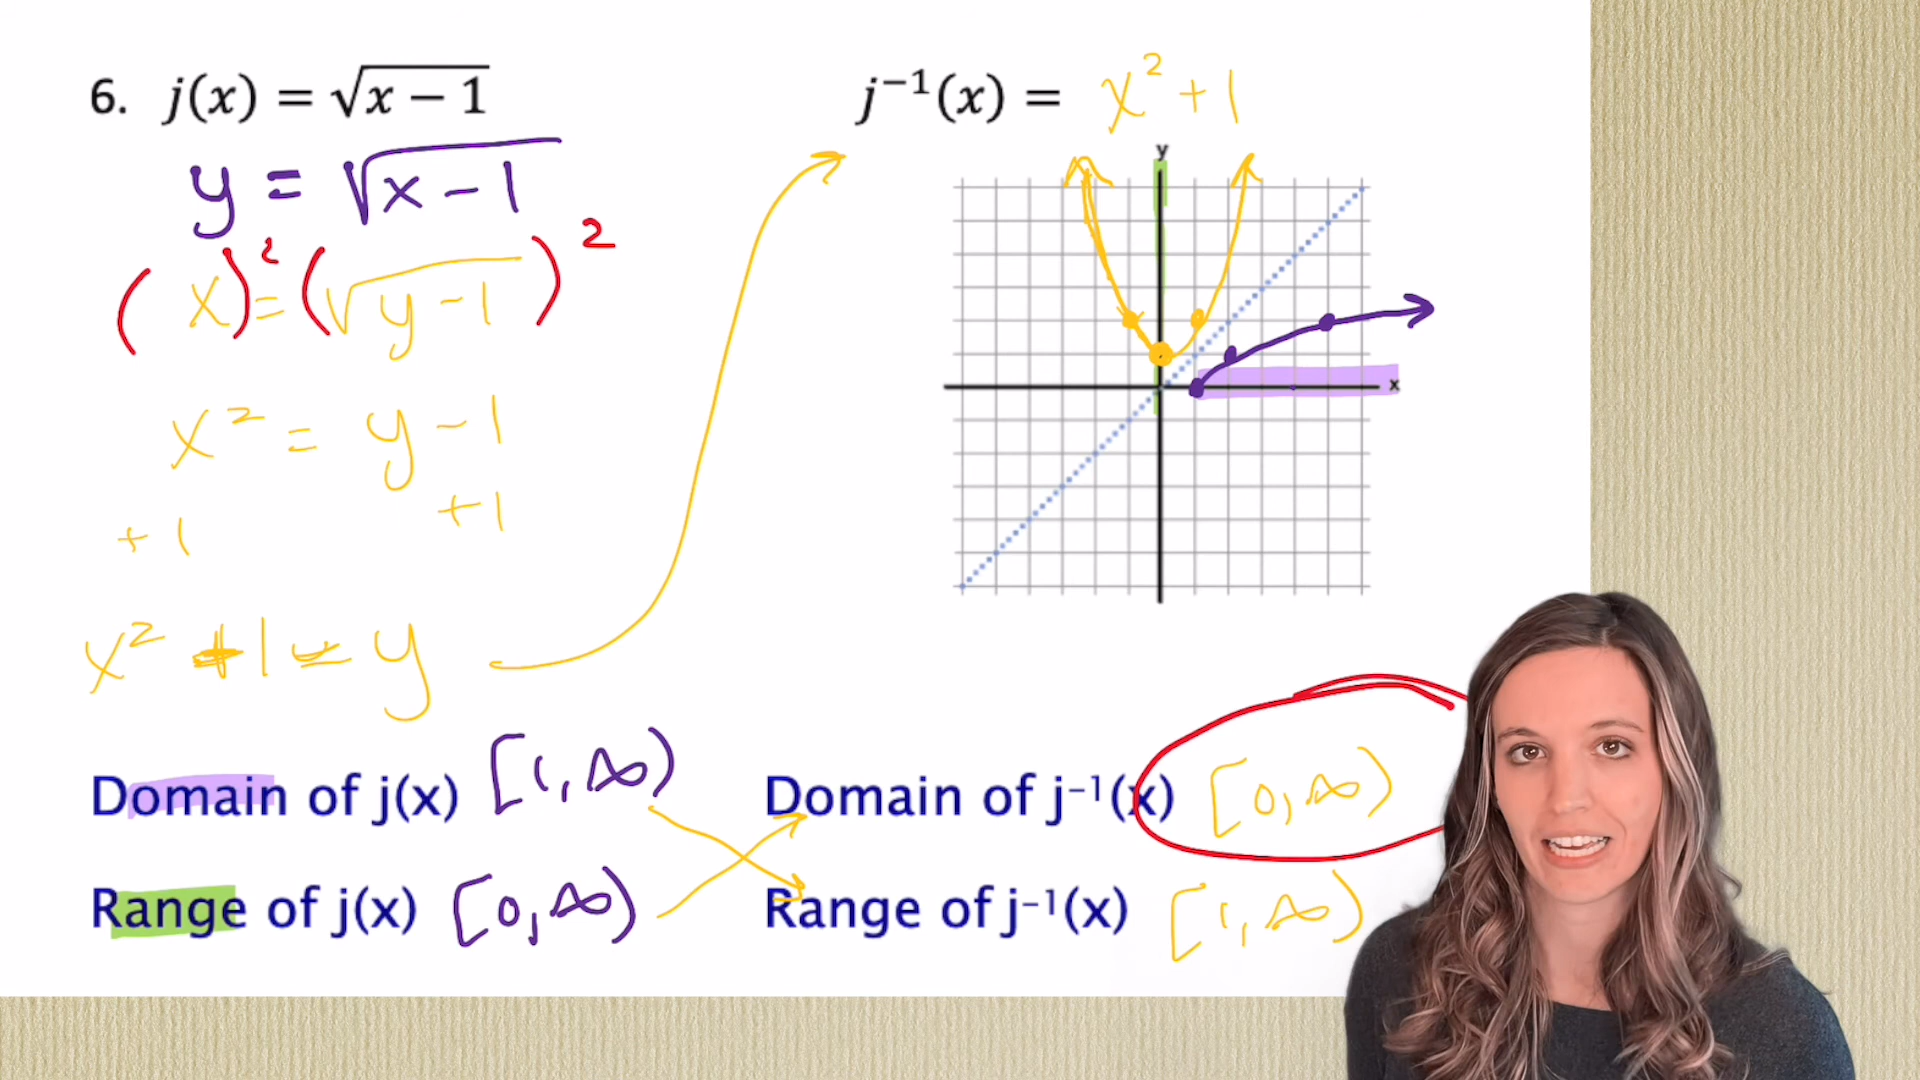 6. j(x) = √x − 1
y = √x - 1
( x )² = ( √y - 1 )²
x² = y - 1
+ 1 + 1
x² + 1 = y
j⁻¹(x) = x² + 1
y
x
Domain of j(x) [1, ∞)
Range of j(x) [0, ∞)
Domain of j⁻¹(x) [0, ∞)
Range of j⁻¹(x) [1, ∞)